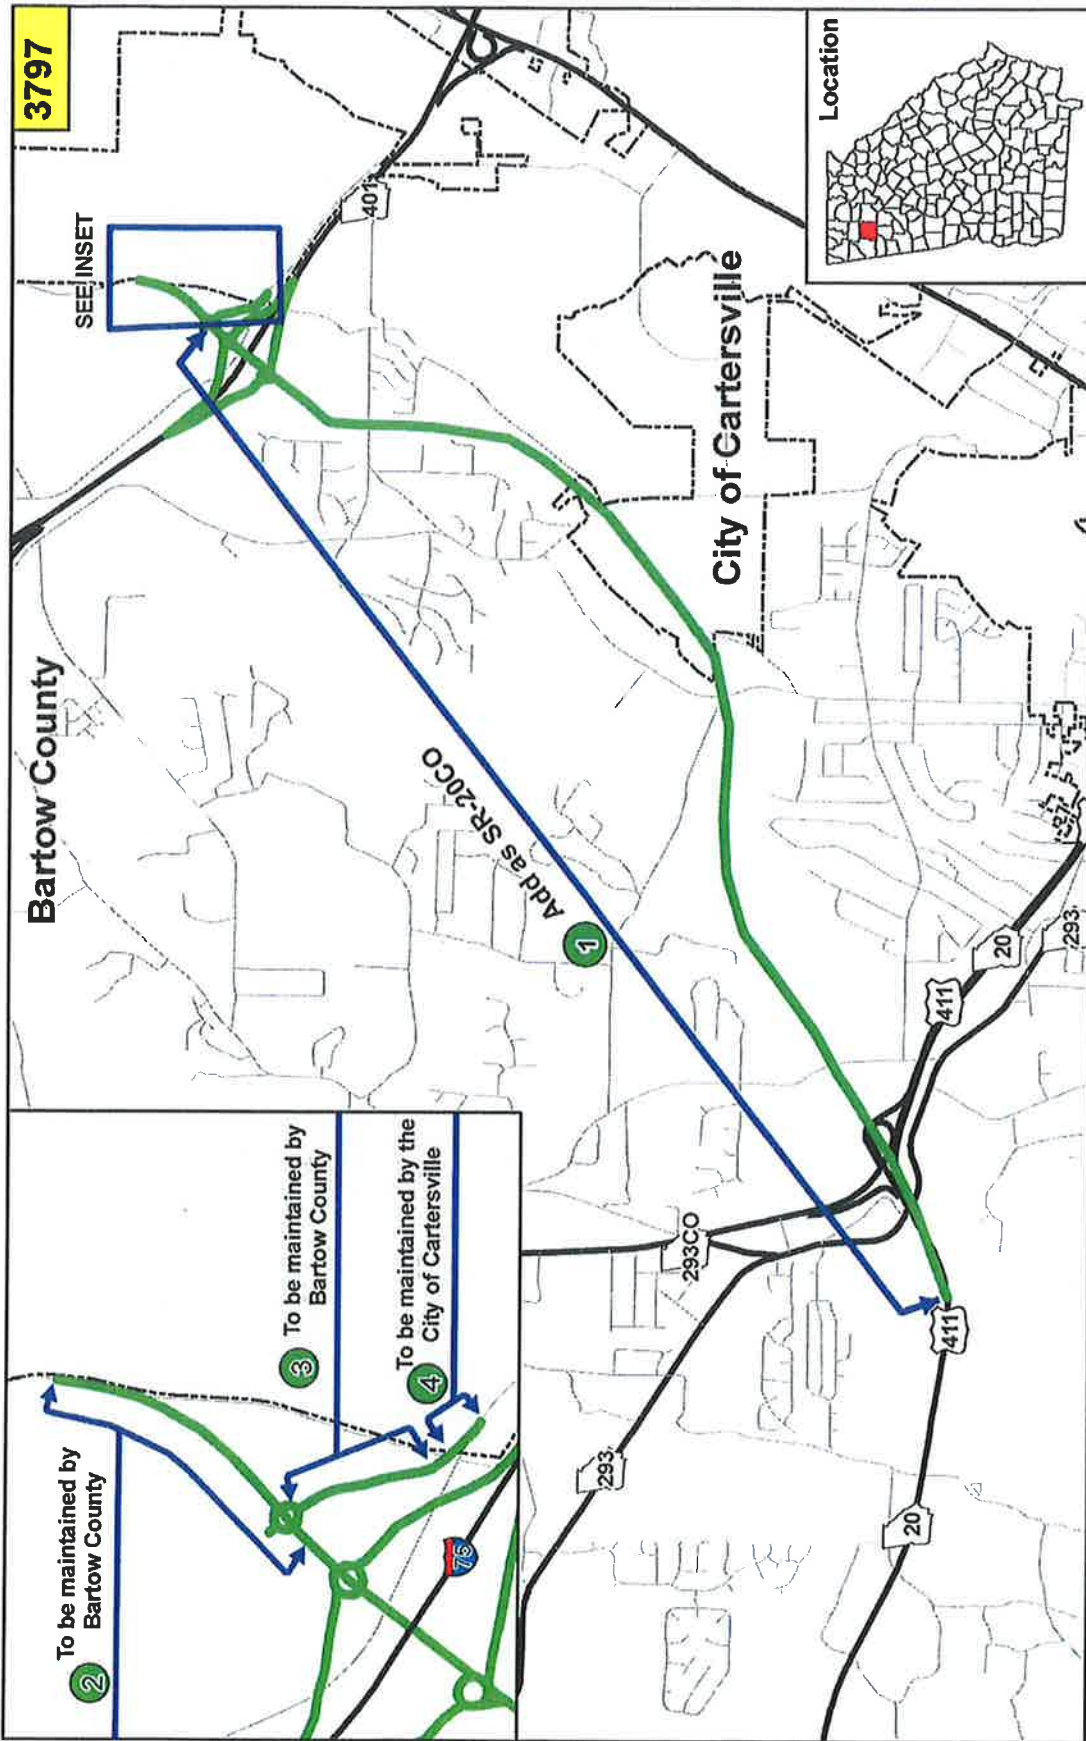 3797
SEE INSET
Bartow County
401
Location
City of Cartersville
Add as SR-20CO
1
2
To be maintained by
Bartow County
3
To be maintained by
Bartow County
4
To be maintained by the
City of Cartersville
75
293CO
293
20
411
411
20
293